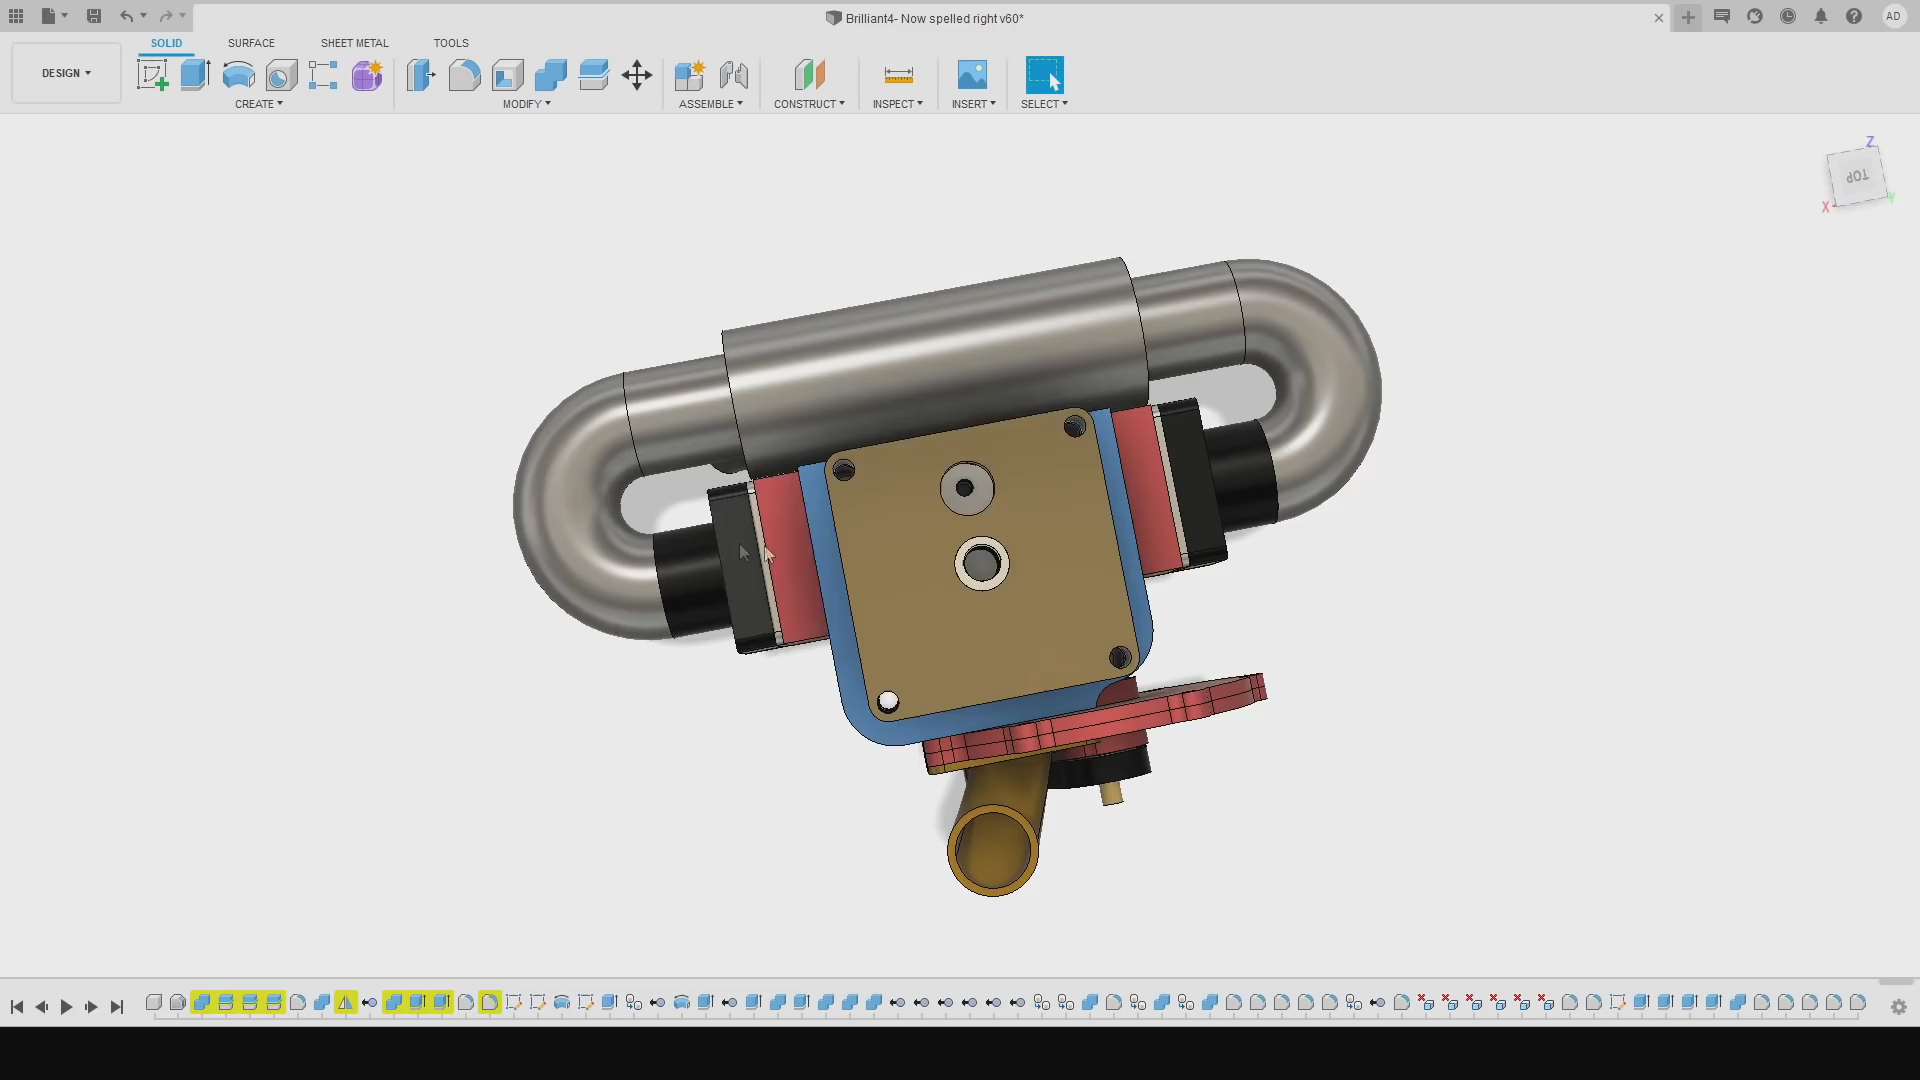 Brilliant4- Now spelled right v60*
AD
SOLID
SURFACE
SHEET METAL
TOOLS
DESIGN
CREATE
MODIFY
ASSEMBLE
CONSTRUCT
INSPECT
INSERT
SELECT
Z
TOP
X
Y